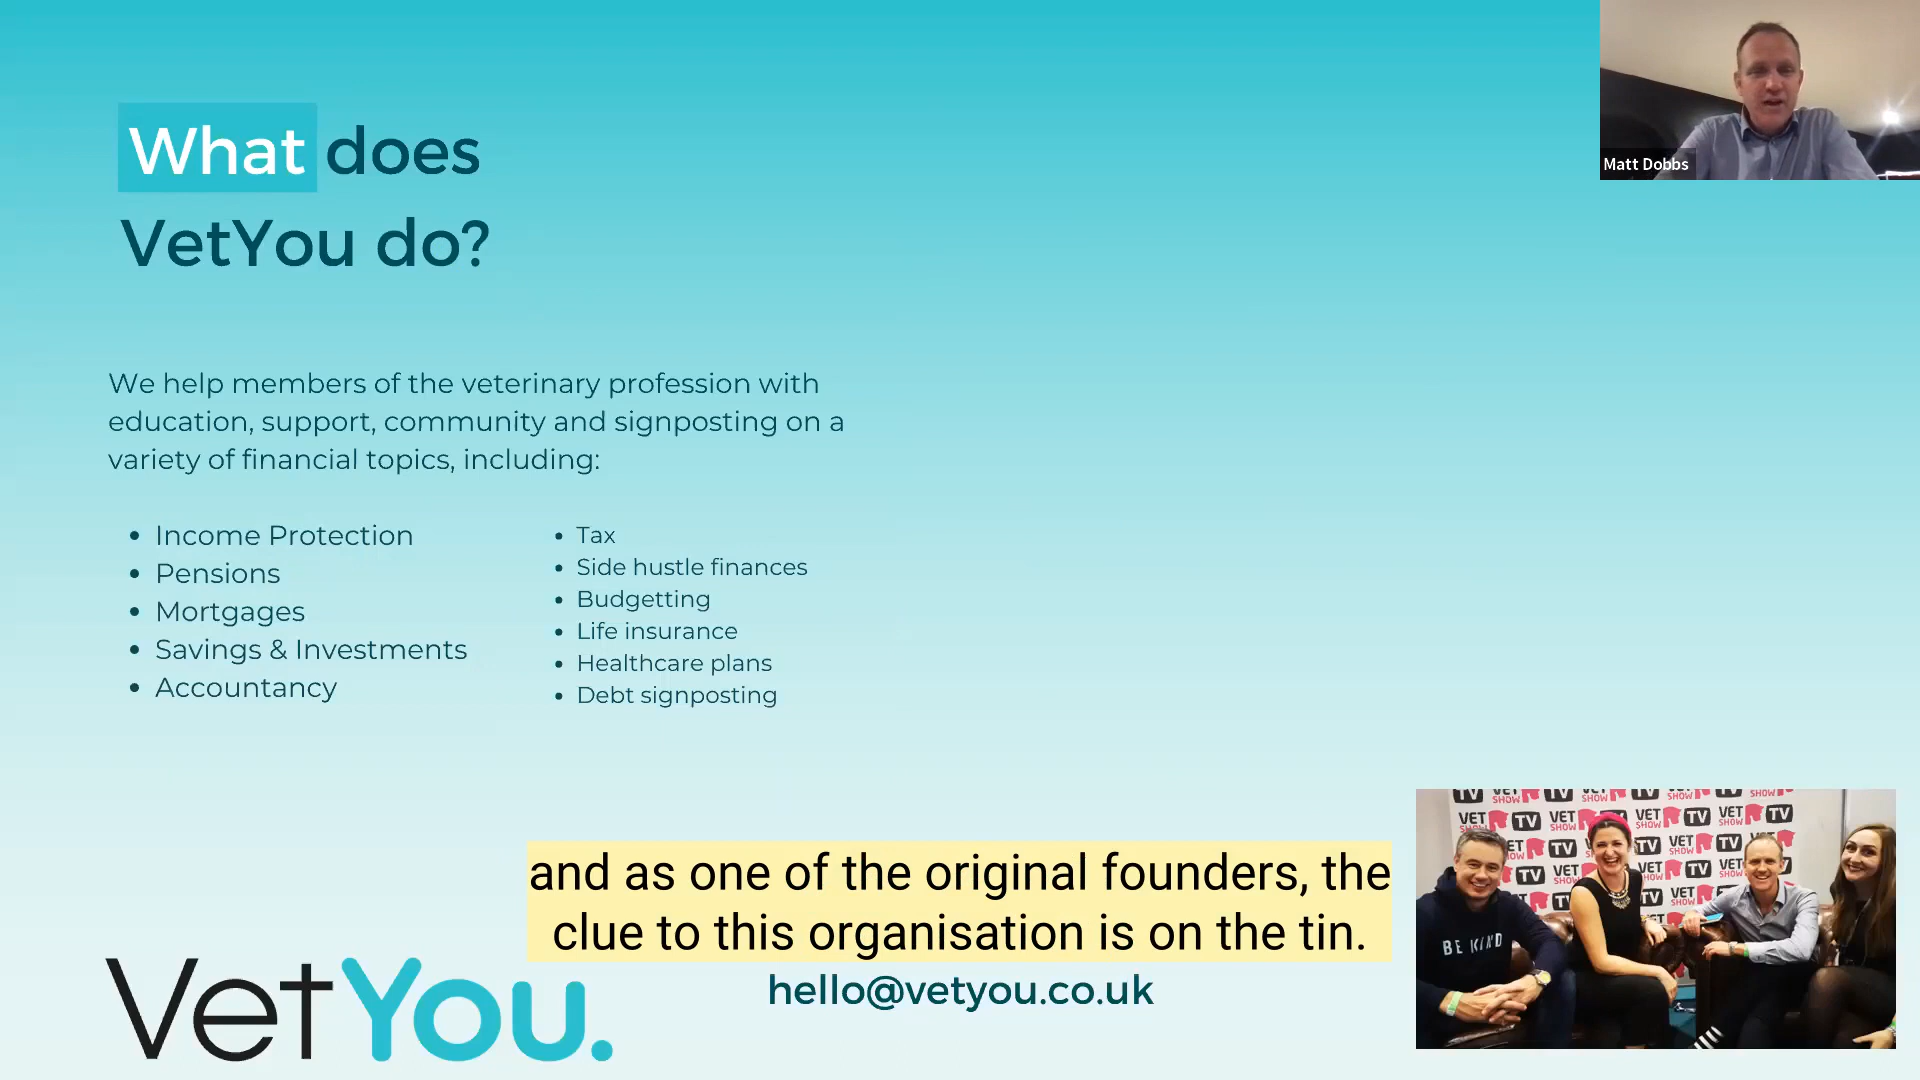 What does
VetYou do?
Matt Dobbs
We help members of the veterinary profession with
education, support, community and signposting on a
variety of financial topics, including:
• Income Protection
• Pensions
• Mortgages
• Savings & Investments
• Accountancy
• Tax
• Side hustle finances
• Budgetting
• Life insurance
• Healthcare plans
• Debt signposting
and as one of the original founders, the
clue to this organisation is on the tin.
VetYou.
hello@vetyou.co.uk
VET SHOW TV
BE KIND